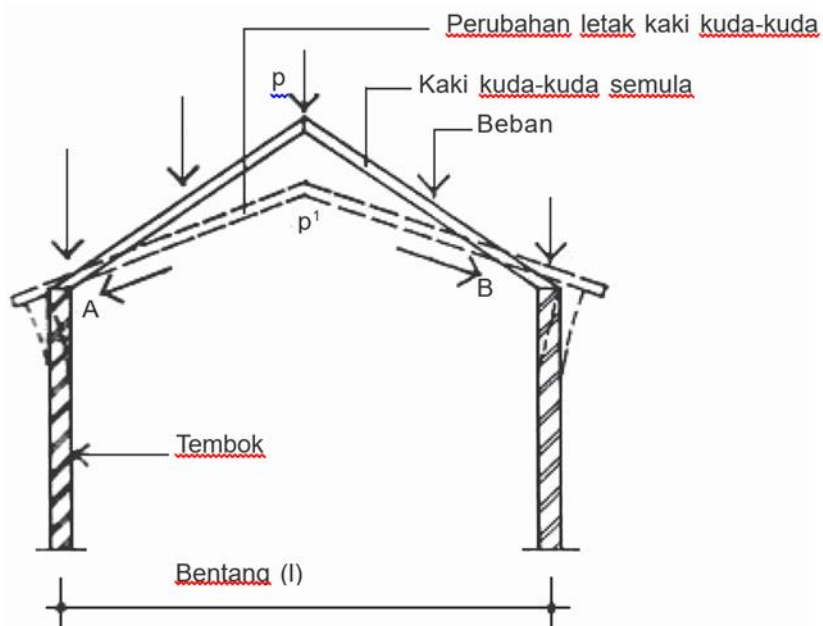 Perubahan letak kaki kuda-kuda
p
Kaki kuda-kuda semula
Beban
p¹
A
B
Tembok
Bentang (l)